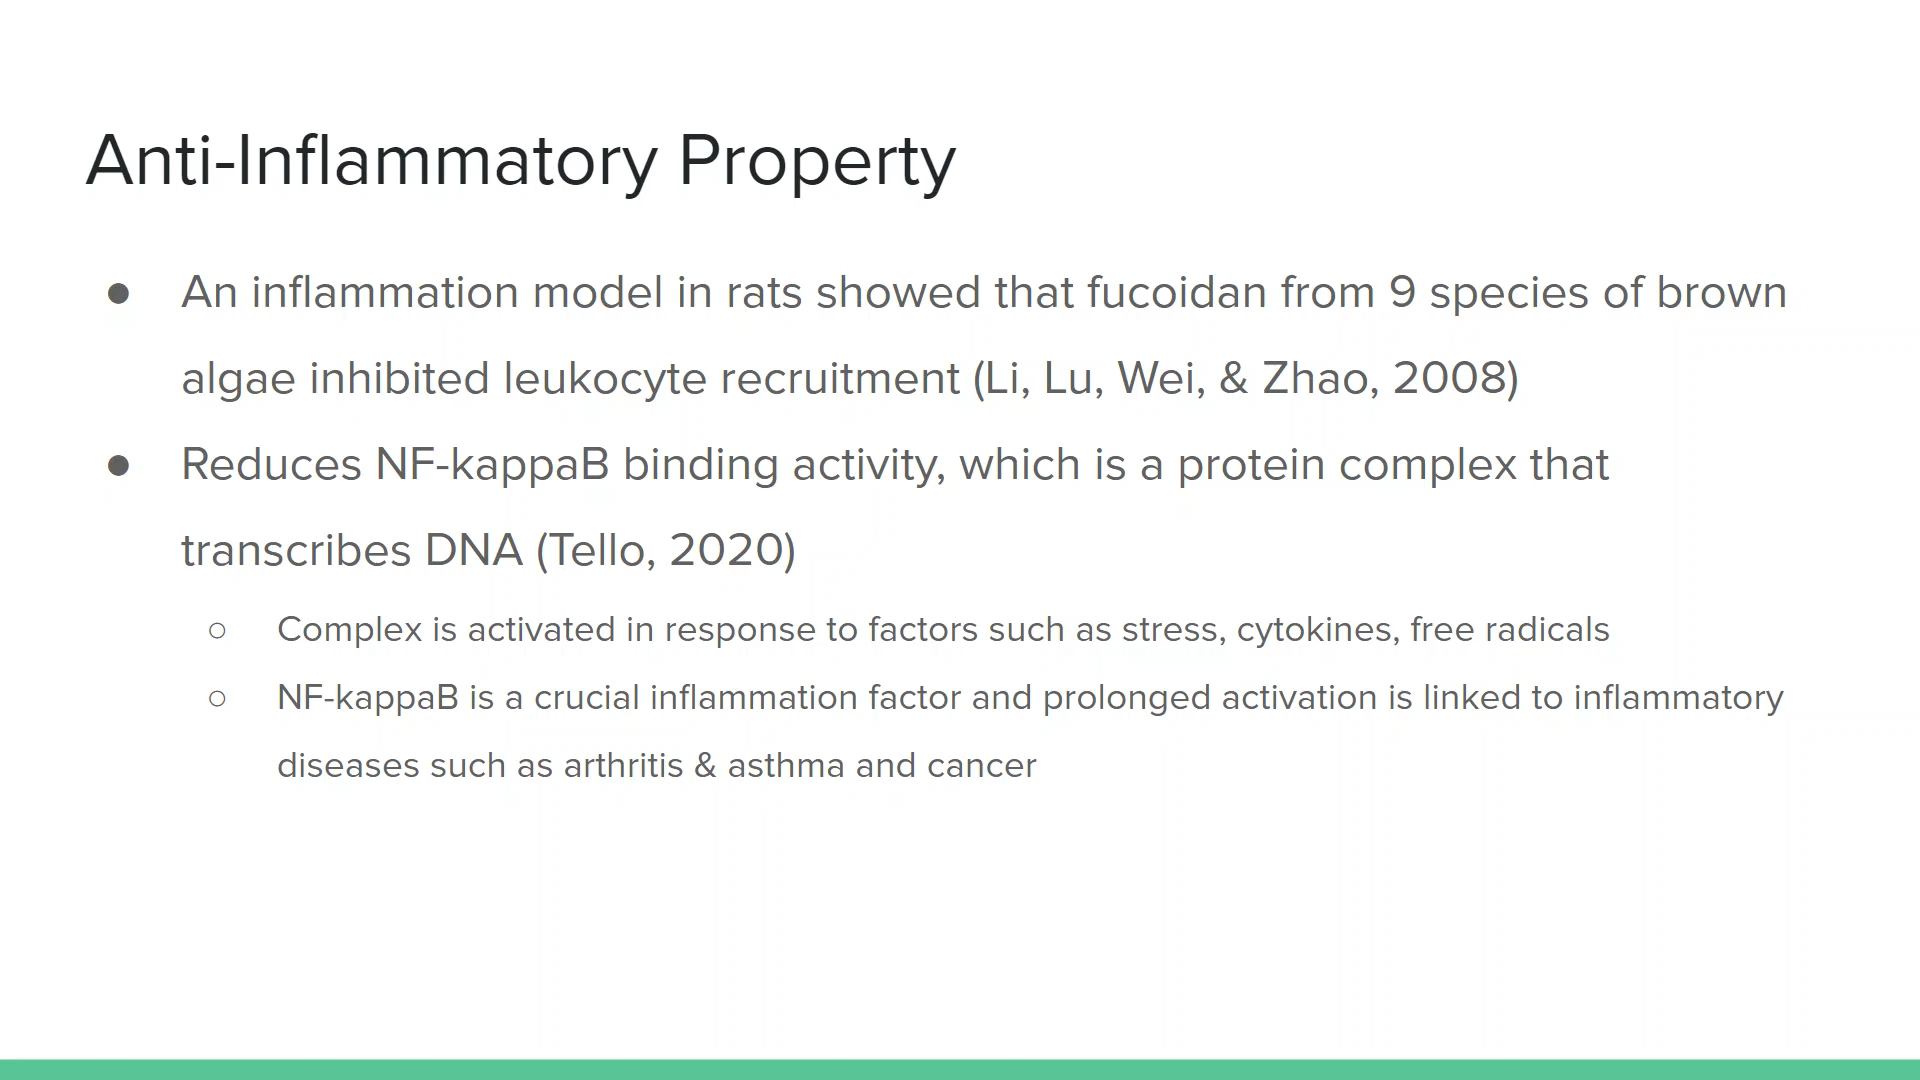 Anti-Inflammatory Property
● An inflammation model in rats showed that fucoidan from 9 species of brown
algae inhibited leukocyte recruitment (Li, Lu, Wei, & Zhao, 2008)
● Reduces NF-kappaB binding activity, which is a protein complex that
transcribes DNA (Tello, 2020)
○ Complex is activated in response to factors such as stress, cytokines, free radicals
○ NF-kappaB is a crucial inflammation factor and prolonged activation is linked to inflammatory
diseases such as arthritis & asthma and cancer